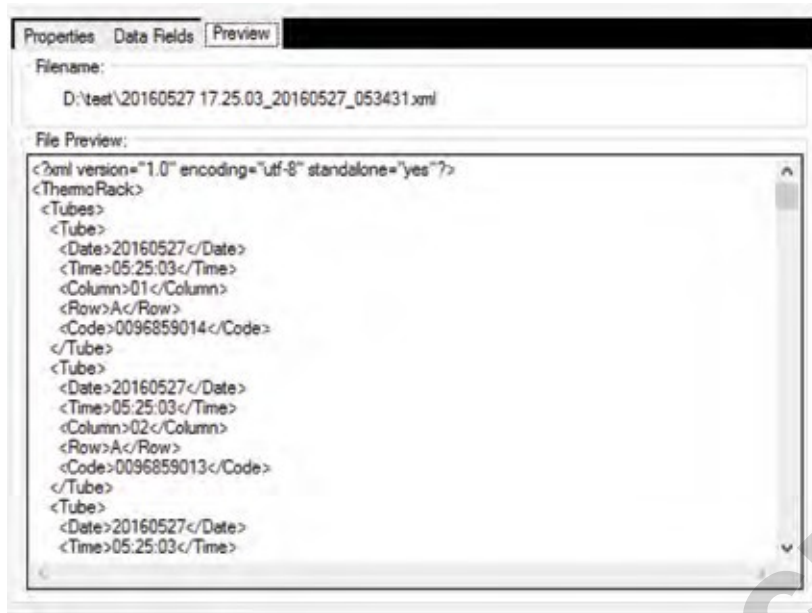 Properties Data Fields Preview
Filename:
D:\test\20160527 17.25.03_20160527_053431.xml
File Preview:
<?xml version="1.0" encoding="utf-8" standalone="yes"?>
<ThermoRack>
<Tubes>
<Tube>
<Date>20160527</Date>
<Time>05:25:03</Time>
<Column>01</Column>
<Row>A</Row>
<Code>0096859014</Code>
</Tube>
<Tube>
<Date>20160527</Date>
<Time>05:25:03</Time>
<Column>02</Column>
<Row>A</Row>
<Code>0096859013</Code>
</Tube>
<Tube>
<Date>20160527</Date>
<Time>05:25:03</Time>